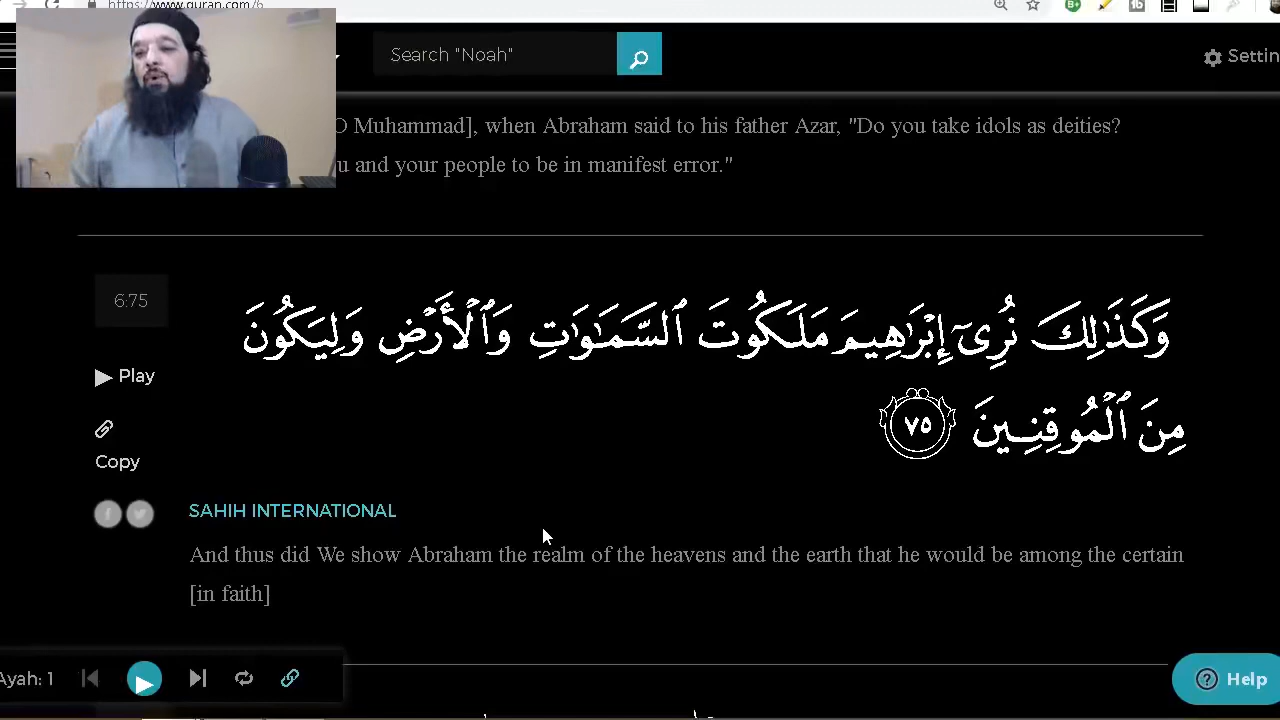 https://www.quran.com/6
Search "Noah"
Settin
O Muhammad], when Abraham said to his father Azar, "Do you take idols as deities?
u and your people to be in manifest error."
6:75
وَكَذَٰلِكَ نُرِىٓ إِبْرَٰهِيمَ مَلَكُوتَ ٱلسَّمَـٰوَٰتِ وَٱلْأَرْضِ وَلِيَكُونَ
مِنَ ٱلْمُوقِنِينَ ٧٥
Play
Copy
SAHIH INTERNATIONAL
And thus did We show Abraham the realm of the heavens and the earth that he would be among the certain
[in faith]
Ayah: 1
Help